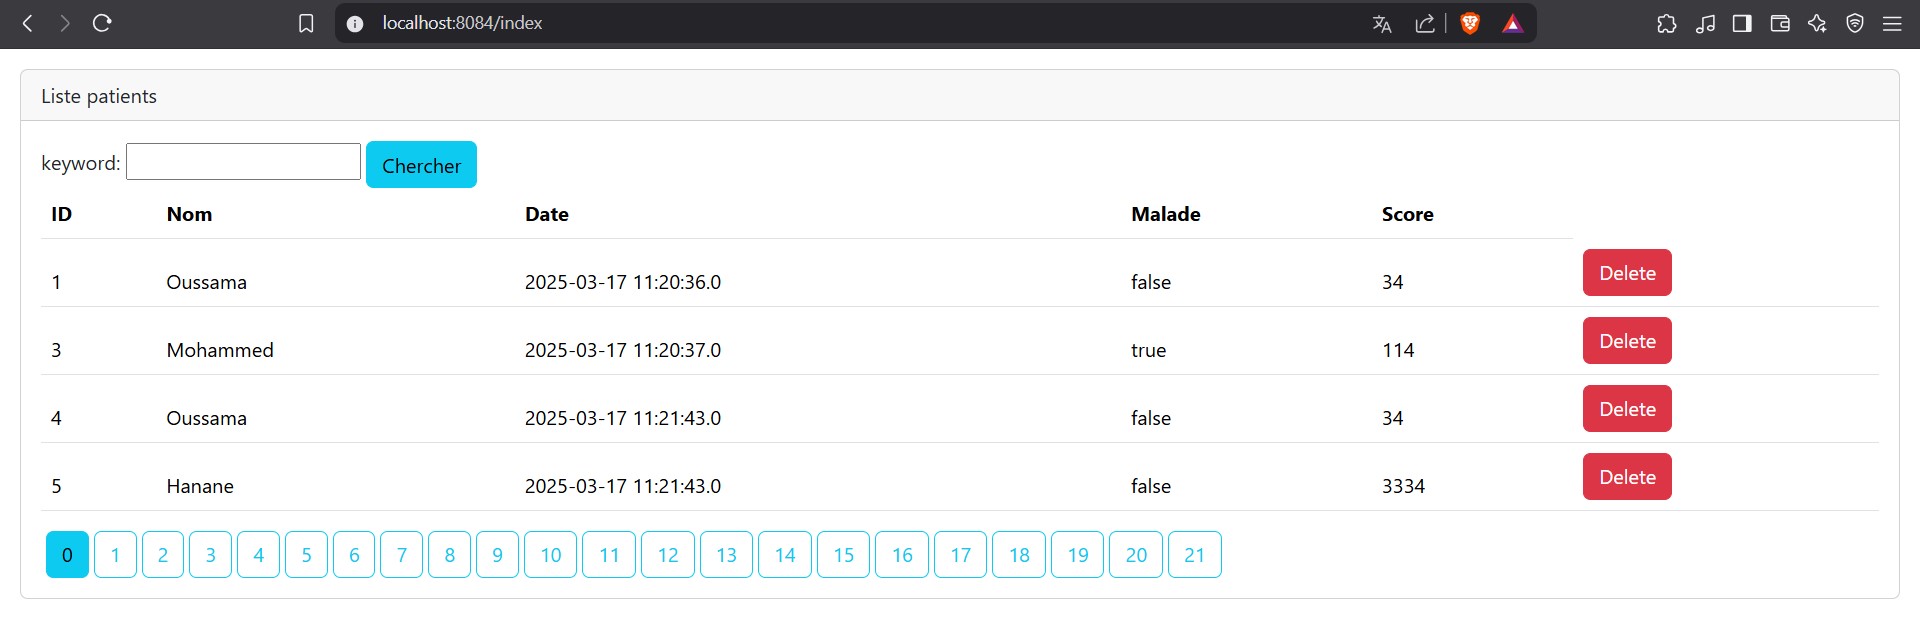 localhost:8084/index
Liste patients
keyword: Chercher
ID Nom Date Malade Score
1 Oussama 2025-03-17 11:20:36.0 false 34 Delete
3 Mohammed 2025-03-17 11:20:37.0 true 114 Delete
4 Oussama 2025-03-17 11:21:43.0 false 34 Delete
5 Hanane 2025-03-17 11:21:43.0 false 3334 Delete
0 1 2 3 4 5 6 7 8 9 10 11 12 13 14 15 16 17 18 19 20 21